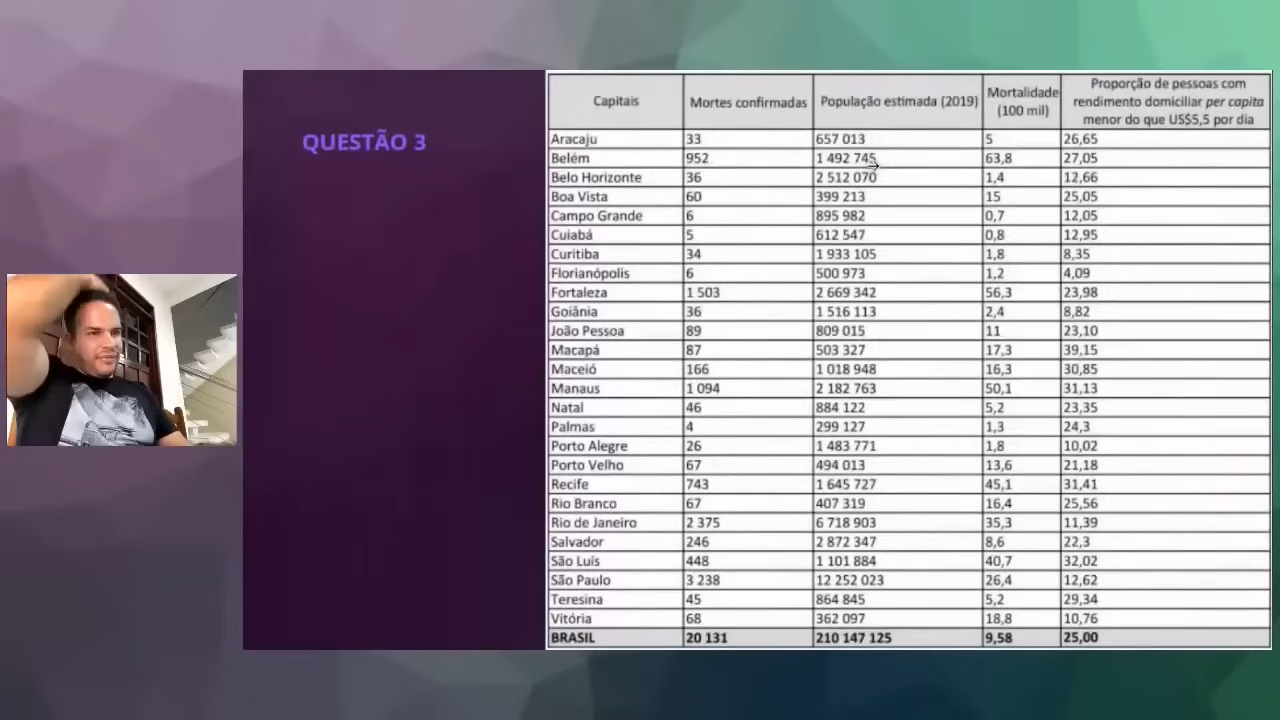 QUESTÃO 3
Capitais Mortes confirmadas População estimada (2019) Mortalidade (100 mil) Proporção de pessoas com rendimento domiciliar per capita menor do que US$5,5 por dia
Aracaju 33 657 013 5 26,65
Belém 952 1 492 745 63,8 27,05
Belo Horizonte 36 2 512 070 1,4 12,66
Boa Vista 60 399 213 15 25,05
Campo Grande 6 895 982 0,7 12,05
Cuiabá 5 612 547 0,8 12,95
Curitiba 34 1 933 105 1,8 8,35
Florianópolis 6 500 973 1,2 4,09
Fortaleza 1 503 2 669 342 56,3 23,98
Goiânia 36 1 516 113 2,4 8,82
João Pessoa 89 809 015 11 23,10
Macapá 87 503 327 17,3 39,15
Maceió 166 1 018 948 16,3 30,85
Manaus 1 094 2 182 763 50,1 31,13
Natal 46 884 122 5,2 23,35
Palmas 4 299 127 1,3 24,3
Porto Alegre 26 1 483 771 1,8 10,02
Porto Velho 67 494 013 13,6 21,18
Recife 743 1 645 727 45,1 31,41
Rio Branco 67 407 319 16,4 25,56
Rio de Janeiro 2 375 6 718 903 35,3 11,39
Salvador 246 2 872 347 8,6 22,3
São Luís 448 1 101 884 40,7 32,02
São Paulo 3 238 12 252 023 26,4 12,62
Teresina 45 864 845 5,2 29,34
Vitória 68 362 097 18,8 10,76
BRASIL 20 131 210 147 125 9,58 25,00